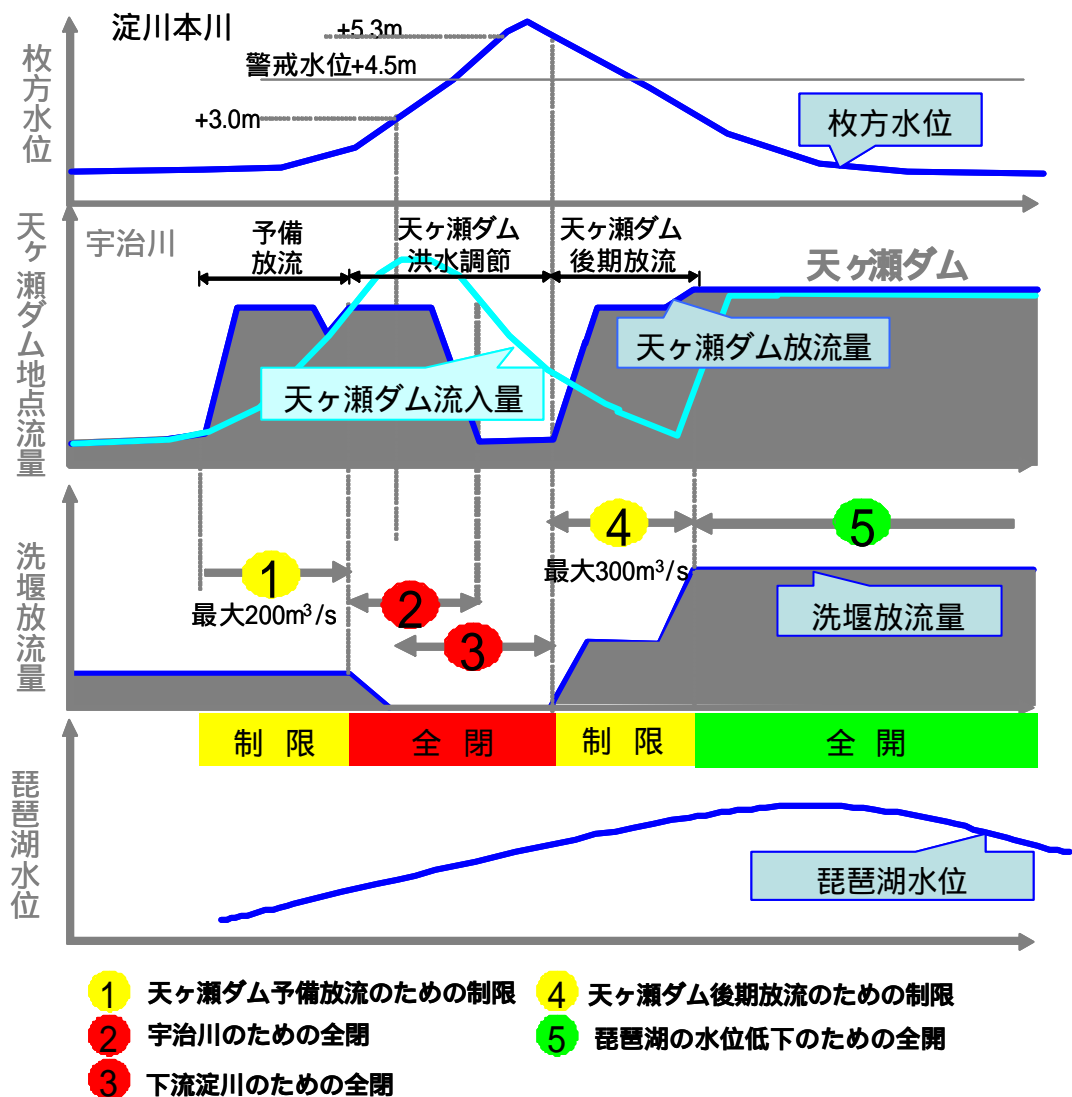 淀川本川
+5.3m
警戒水位+4.5m
+3.0m
枚方水位
枚方水位
宇治川
予備
放流
天ヶ瀬ダム
洪水調節
天ヶ瀬ダム
後期放流
天ヶ瀬ダム
天ヶ瀬ダム地点流量
天ヶ瀬ダム放流量
天ヶ瀬ダム流入量
洗堰放流量
1
最大200m³/s
2
3
4
最大300m³/s
5
洗堰放流量
制 限
全 閉
制 限
全 開
琵琶湖水位
琵琶湖水位
1 天ヶ瀬ダム予備放流のための制限
2 宇治川のための全閉
3 下流淀川のための全閉
4 天ヶ瀬ダム後期放流のための制限
5 琵琶湖の水位低下のための全開